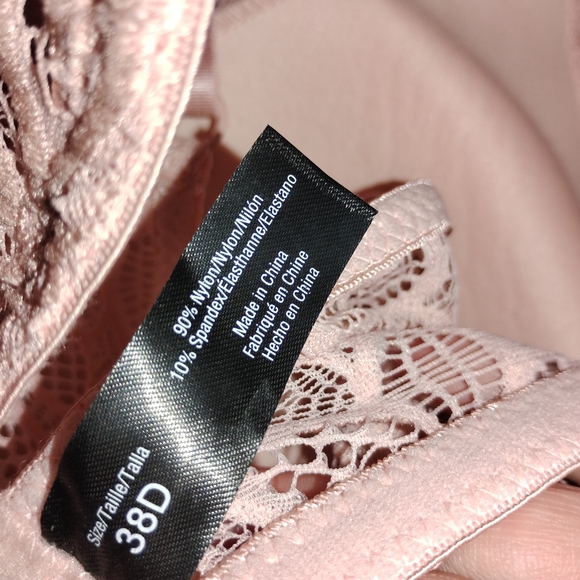 90% Nylon/Nylon/Nilón
10% Spandex/Élasthanne/Elastano
Made in China
Fabriqué en Chine
Hecho en China
Size/Taille/Talla
38D